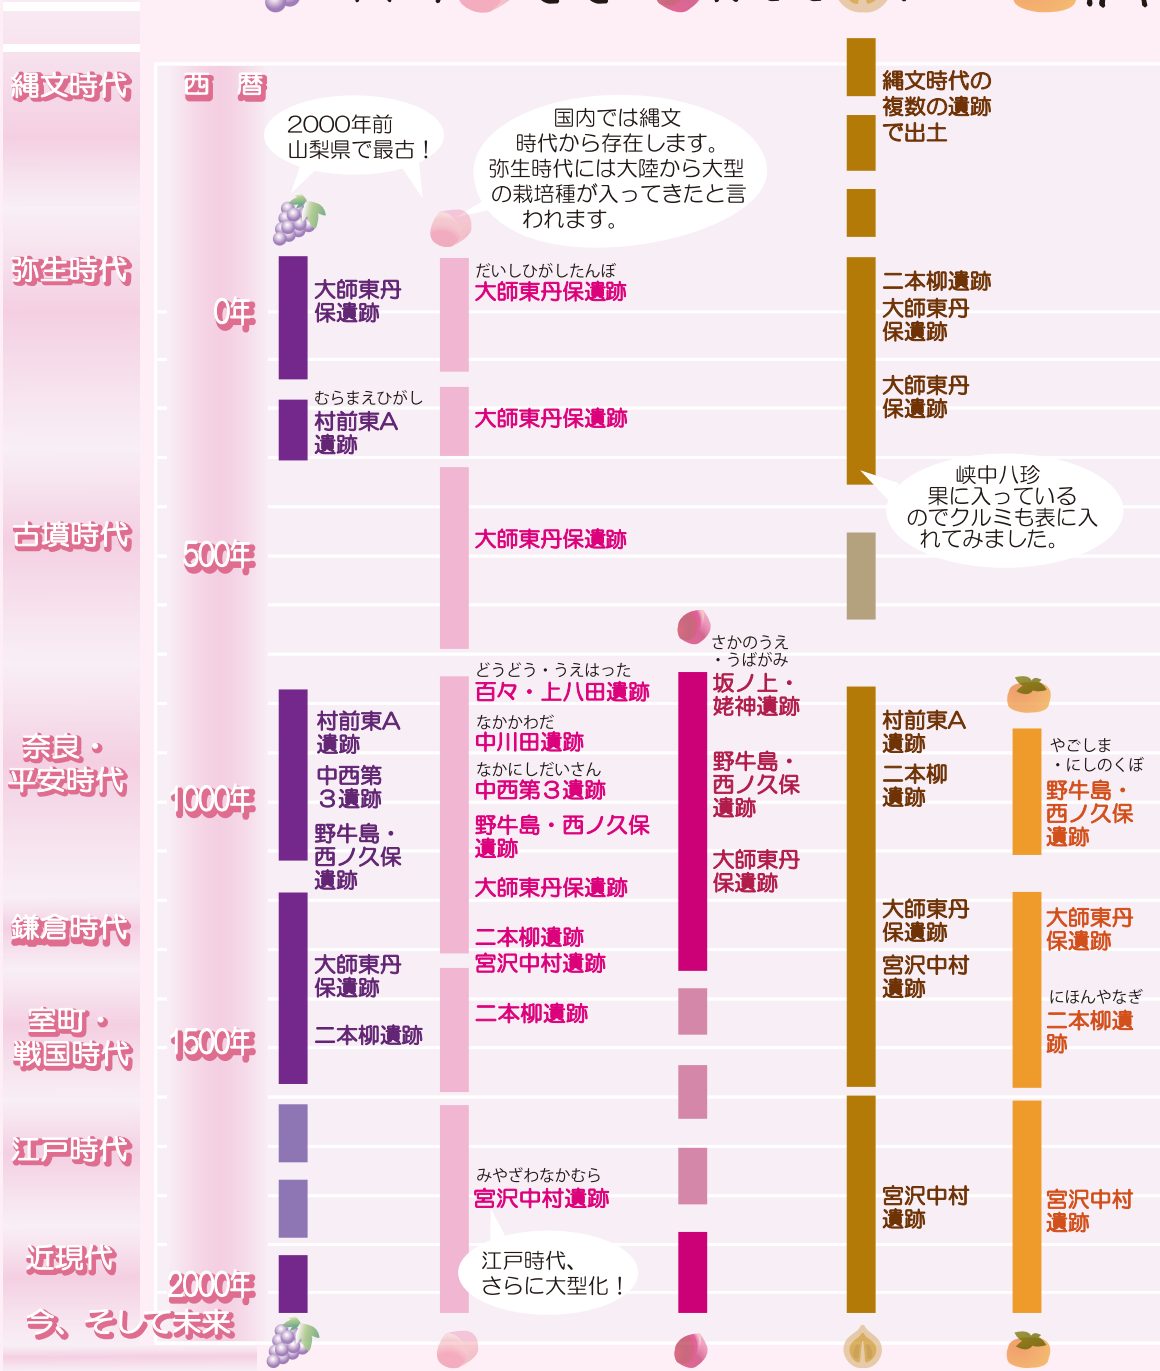 縄文時代
弥生時代
古墳時代
奈良・
平安時代
鎌倉時代
室町・
戦国時代
江戸時代
近現代
今、そして未来
西 暦
0年
500年
1000年
1500年
2000年
2000年前
山梨県で最古！
大師東丹
保遺跡
むらまえひがし
村前東A
遺跡
村前東A
遺跡
中西第
３遺跡
野牛島・
西ノ久保
遺跡
大師東丹
保遺跡
二本柳遺跡
国内では縄文
時代から存在します。
弥生時代には大陸から大型
の栽培種が入ってきたと言
われます。
だいしひがしたんぼ
大師東丹保遺跡
大師東丹保遺跡
大師東丹保遺跡
どうどう・うえはった
百々・上八田遺跡
なかかわだ
中川田遺跡
なかにしだいさん
中西第３遺跡
野牛島・西ノ久保
遺跡
大師東丹保遺跡
二本柳遺跡
宮沢中村遺跡
二本柳遺跡
みやざわなかむら
宮沢中村遺跡
江戸時代、
さらに大型化！
さかのうえ
・うばがみ
坂ノ上・
姥神遺跡
野牛島・
西ノ久保
遺跡
大師東丹
保遺跡
縄文時代の
複数の遺跡
で出土
二本柳遺跡
大師東丹
保遺跡
大師東丹
保遺跡
峡中八珍
果に入っている
のでクルミも表に入
れてみました。
村前東A
遺跡
二本柳
遺跡
大師東丹
保遺跡
宮沢中村
遺跡
宮沢中村
遺跡
やごしま
・にしのくぼ
野牛島・
西ノ久保
遺跡
大師東丹
保遺跡
にほんやなぎ
二本柳遺
跡
宮沢中村
遺跡